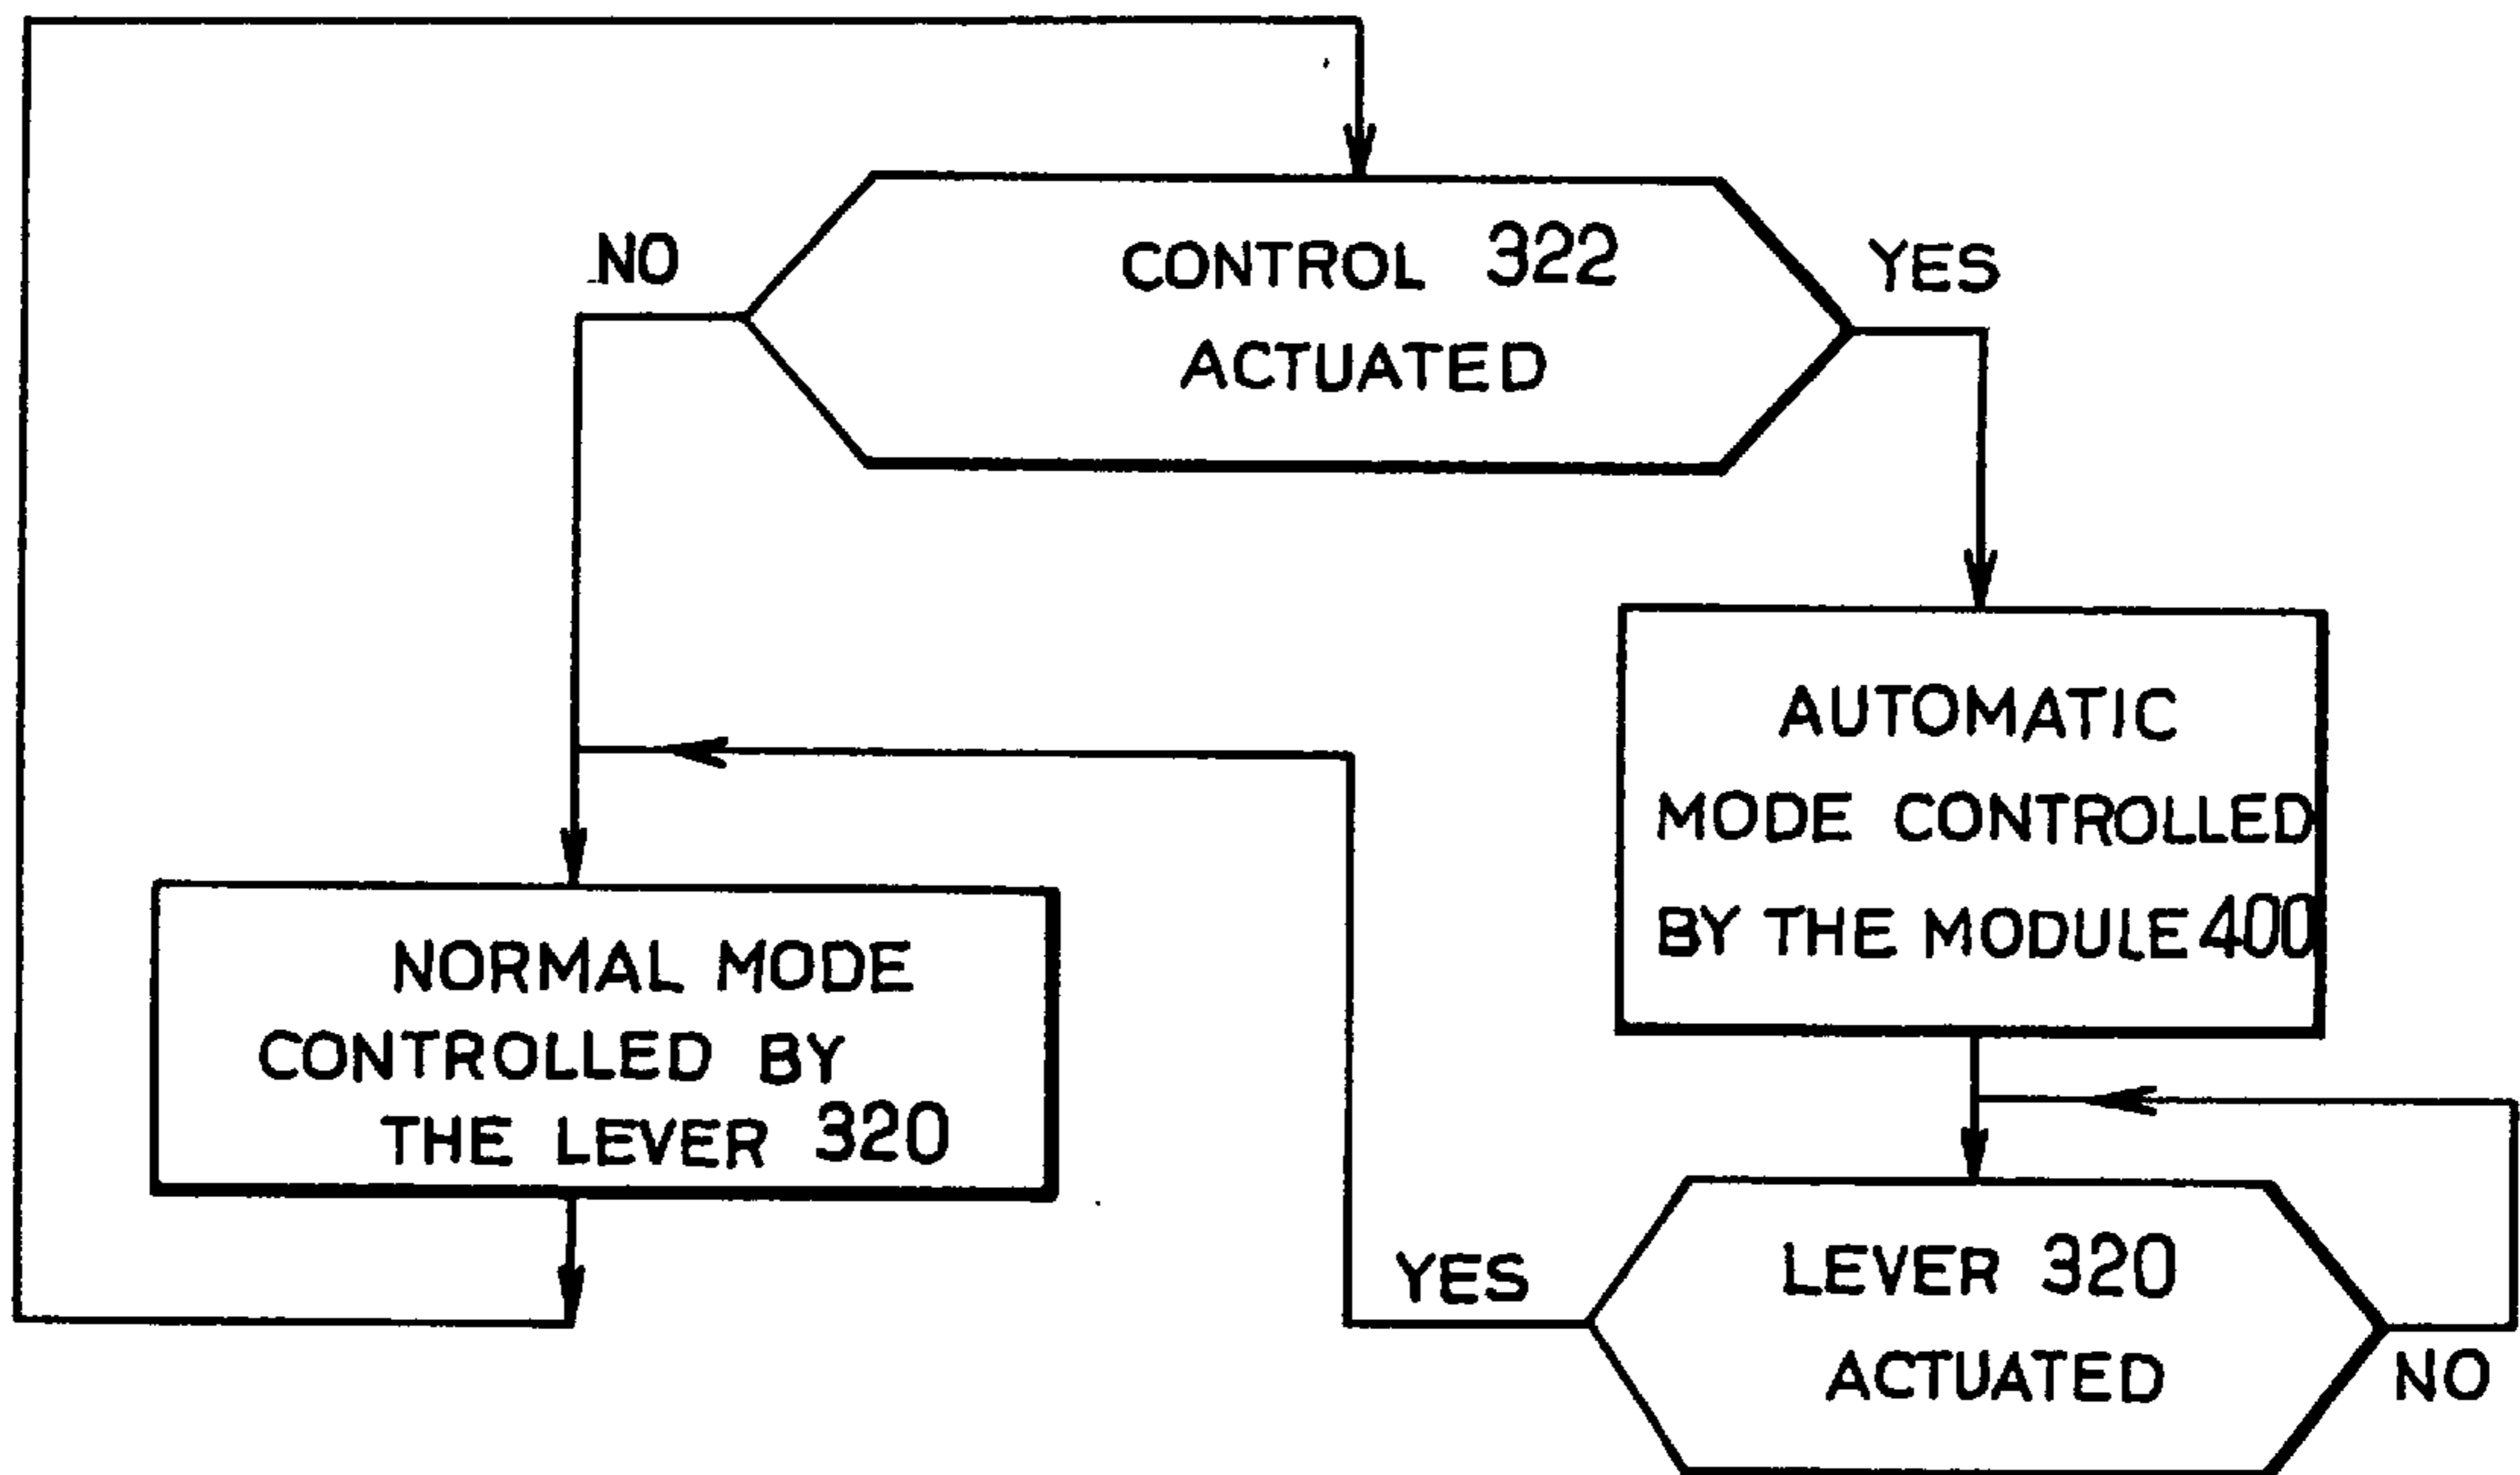 NO
CONTROL 322
ACTUATED
YES
AUTOMATIC
MODE CONTROLLED
BY THE MODULE 400
NORMAL MODE
CONTROLLED BY
THE LEVER 320
YES
LEVER 320
ACTUATED
NO